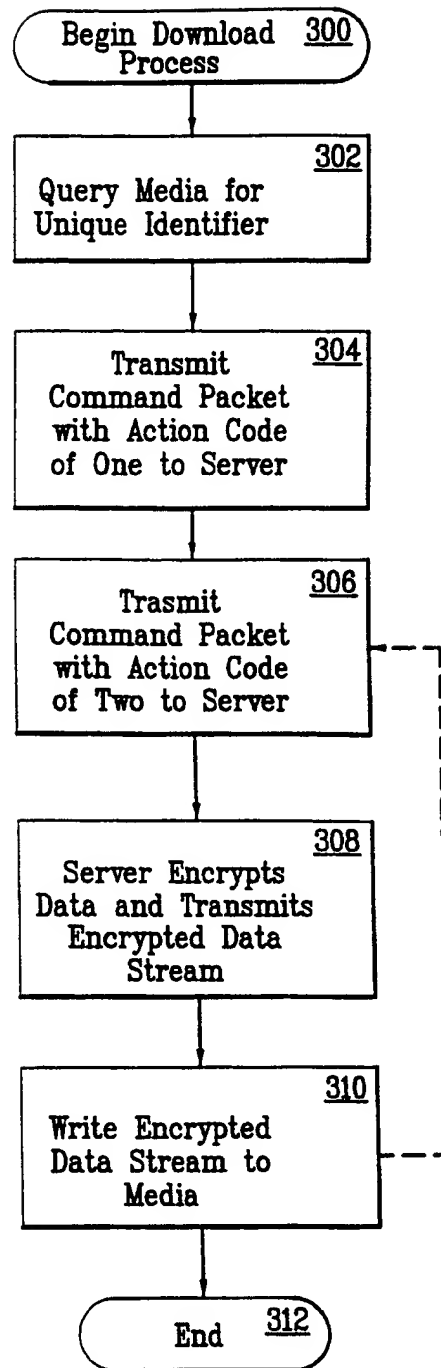 Begin Download 300
Process
302
Query Media for
Unique Identifier
304
Transmit
Command Packet
with Action Code
of One to Server
306
Trasmit
Command Packet
with Action Code
of Two to Server
308
Server Encrypts
Data and Transmits
Encrypted Data
Stream
310
Write Encrypted
Data Stream to
Media
End 312